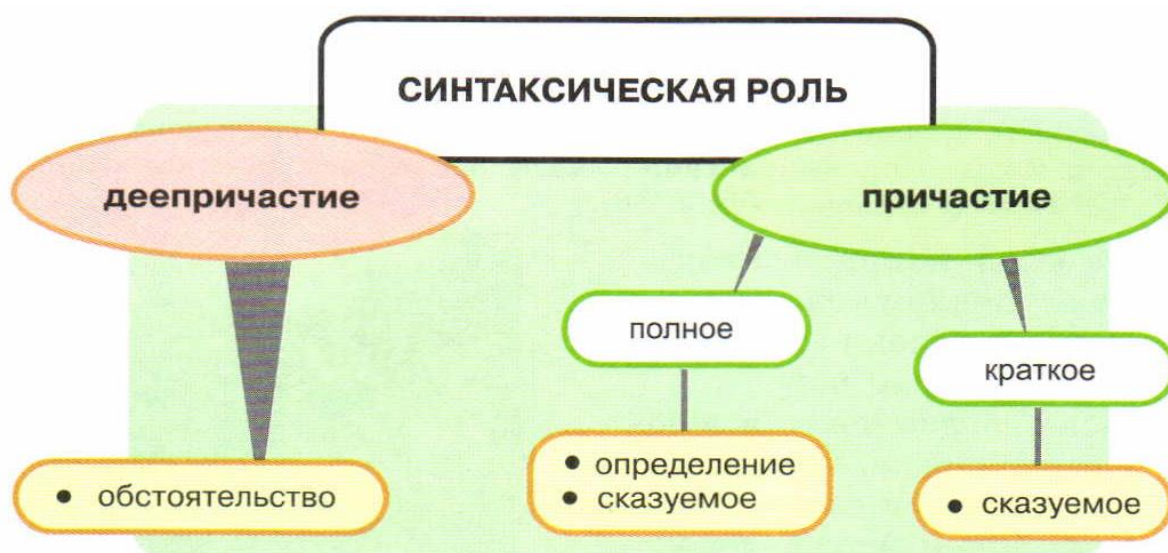 СИНТАКСИЧЕСКАЯ РОЛЬ
деепричастие
причастие
полное
краткое
• обстоятельство
• определение
• сказуемое
• сказуемое